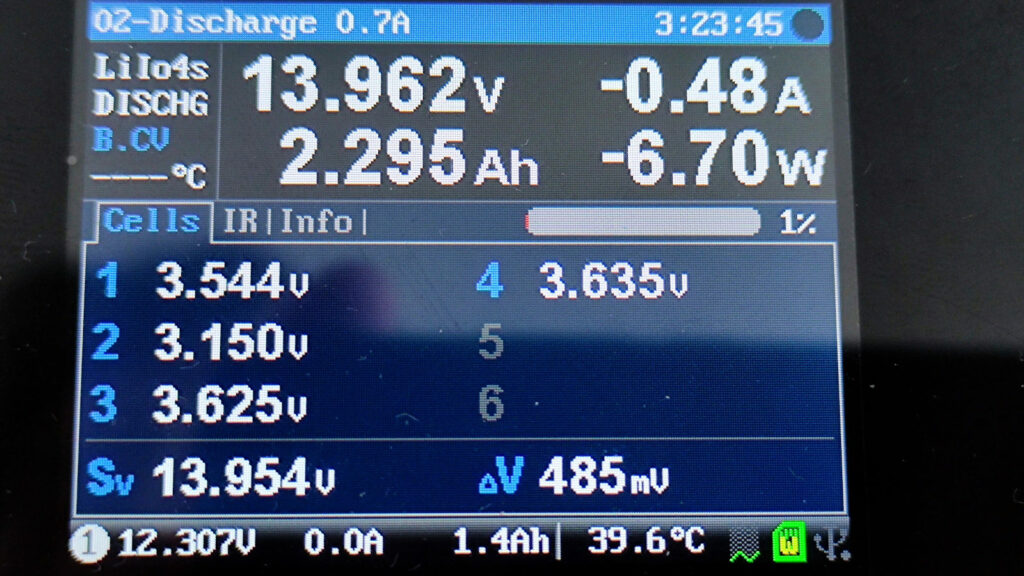 02-Discharge 0.7A 3:23:45
LiIo4s 13.962V -0.48A
DISCHG
B.CV 2.295Ah -6.70W
----°C
Cells IR|Info| 1%
1 3.544V 4 3.635V
2 3.150V 5
3 3.625V 6
Sv 13.954V △V 485mV
1 12.307V 0.0A 1.4Ah| 39.6°C W